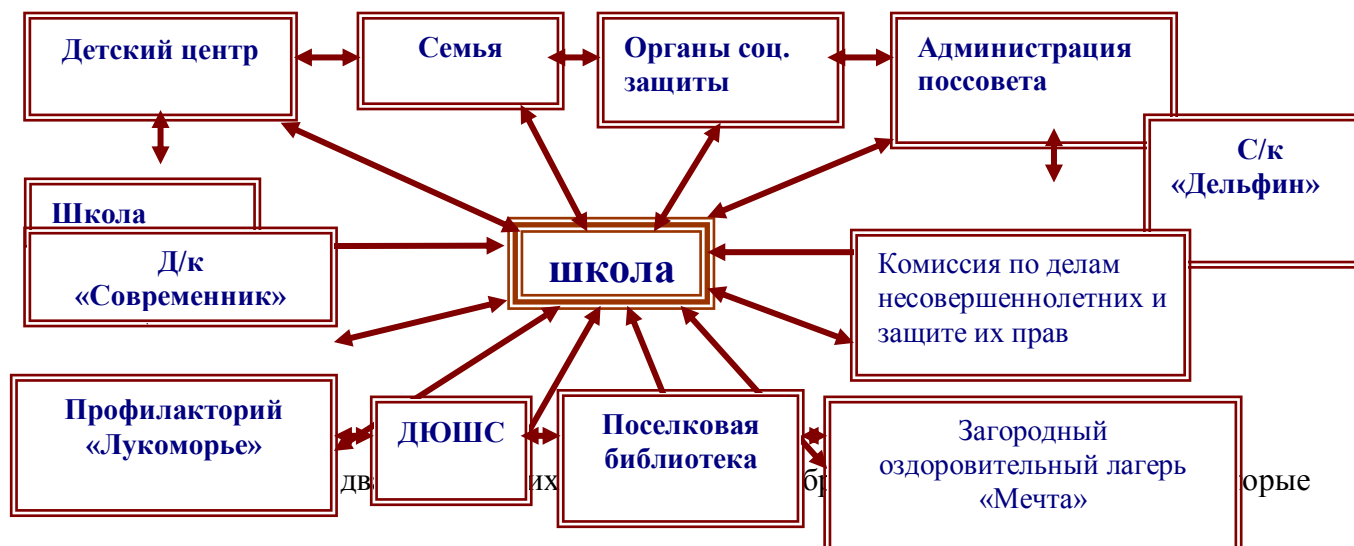 Детский центр
Семья
Органы соц.
защиты
Администрация
поссовета
С/к
«Дельфин»
Школа
Д/к
«Современник»
школа
Комиссия по делам
несовершеннолетних и
защите их прав
Профилакторий
«Лукоморье»
ДЮШС
Поселковая
библиотека
Загородный
оздоровительный лагерь
«Мечта»